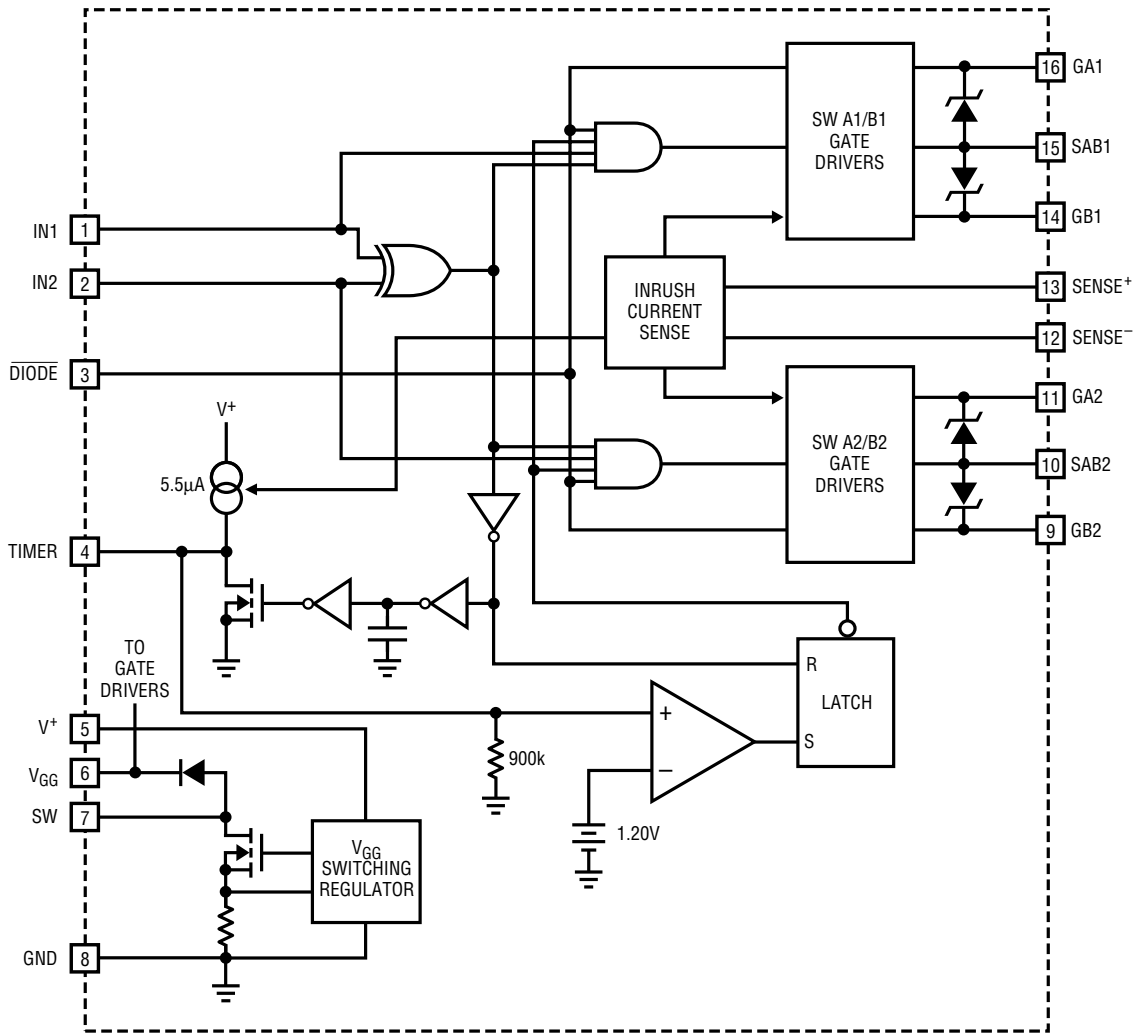 16 GA1
SW A1/B1
GATE
DRIVERS
15 SAB1
14 GB1
IN1 1
IN2 2
INRUSH
CURRENT
SENSE
13 SENSE+
12 SENSE−
DIODE 3
11 GA2
V+
5.5µA
SW A2/B2
GATE
DRIVERS
10 SAB2
9 GB2
TIMER 4
TO
GATE
DRIVERS
R
LATCH
S
+
−
V+ 5
900k
VGG 6
SW 7
1.20V
VGG
SWITCHING
REGULATOR
GND 8